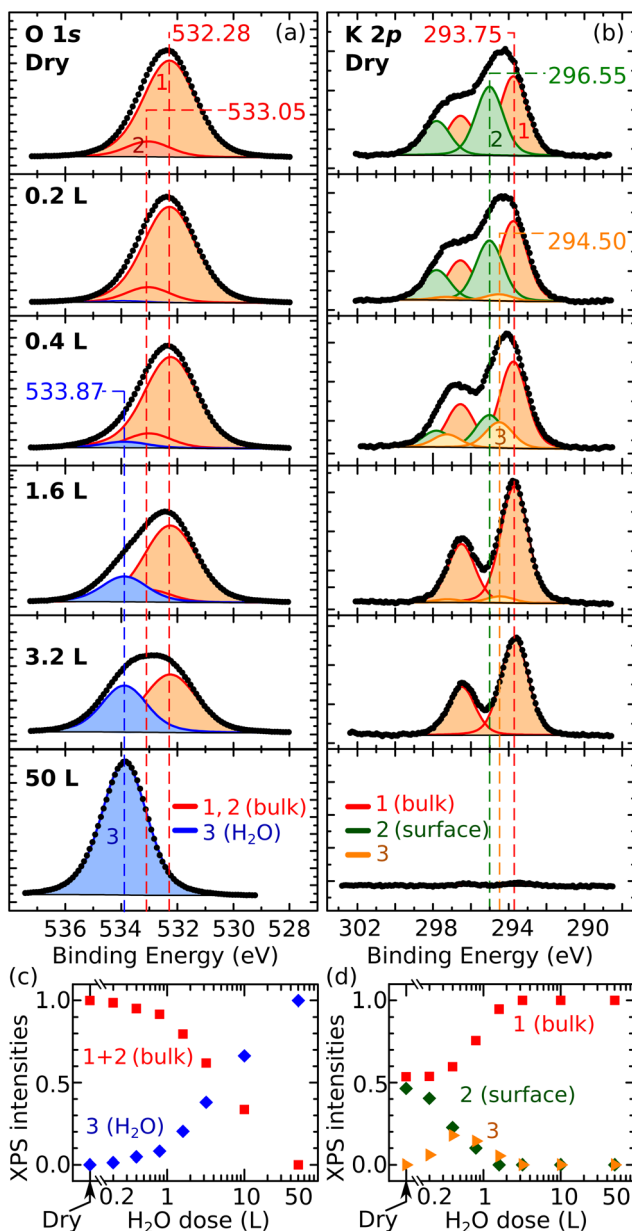 O 1s
Dry
(a)
532.28
533.05
1
2
0.2 L
0.4 L
533.87
1.6 L
3.2 L
50 L
3
1, 2 (bulk)
3 (H₂O)
536 534 532 530 528
Binding Energy (eV)
K 2p
Dry
(b)
293.75
296.55
1
2
294.50
3
1 (bulk)
2 (surface)
3
302 298 294 290
Binding Energy (eV)
(c)
XPS intensities
1.0
0.5
0.0
1+2 (bulk)
3 (H₂O)
0.2 1 10 50
Dry
(d)
XPS intensities
1.0
0.5
0.0
1 (bulk)
2 (surface)
3
0.2 1 10 50
Dry
H₂O dose (L)
H₂O dose (L)